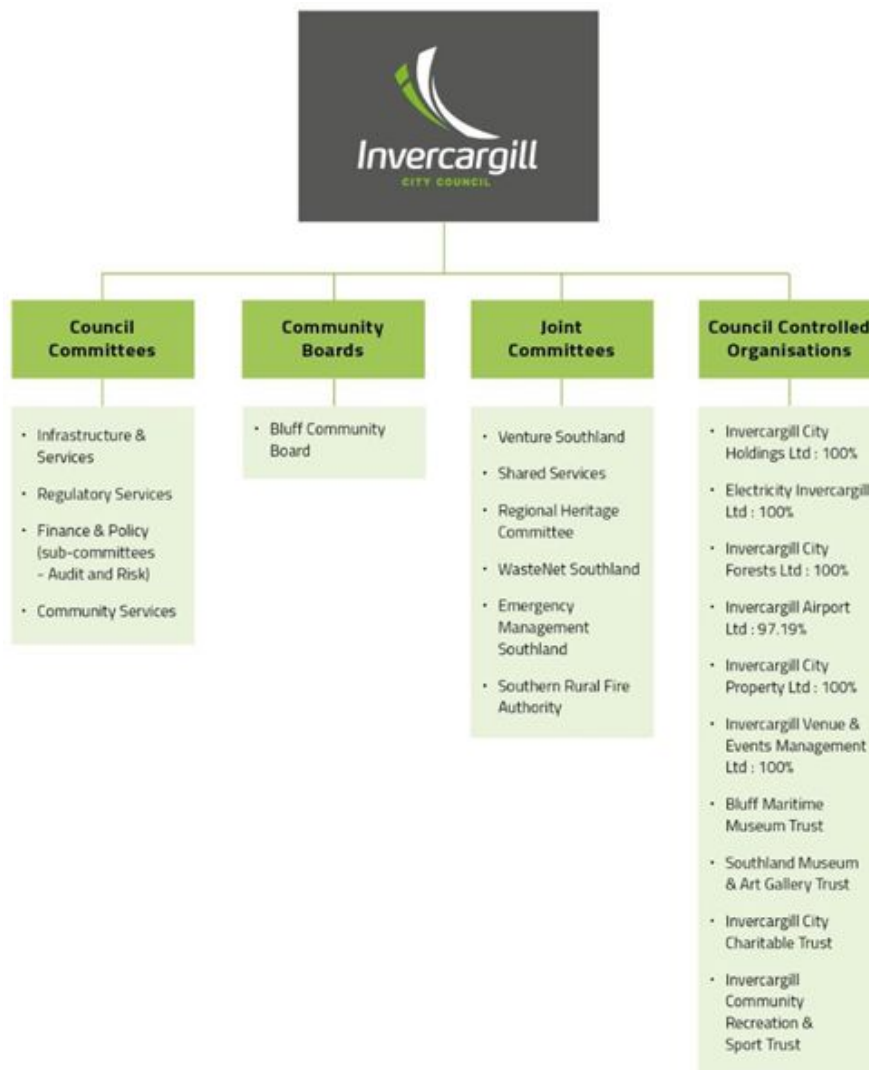 Invercargill
CITY COUNCIL
Council
Committees
• Infrastructure &
Services
• Regulatory Services
• Finance & Policy
(sub-committees
- Audit and Risk)
• Community Services
Community
Boards
• Bluff Community
Board
Joint
Committees
• Venture Southland
• Shared Services
• Regional Heritage
Committee
• WasteNet Southland
• Emergency
Management
Southland
• Southern Rural Fire
Authority
Council Controlled
Organisations
• Invercargill City
Holdings Ltd : 100%
• Electricity Invercargill
Ltd : 100%
• Invercargill City
Forests Ltd : 100%
• Invercargill Airport
Ltd : 97.19%
• Invercargill City
Property Ltd : 100%
• Invercargill Venue &
Events Management
Ltd : 100%
• Bluff Maritime
Museum Trust
• Southland Museum
& Art Gallery Trust
• Invercargill City
Charitable Trust
• Invercargill
Community
Recreation &
Sport Trust